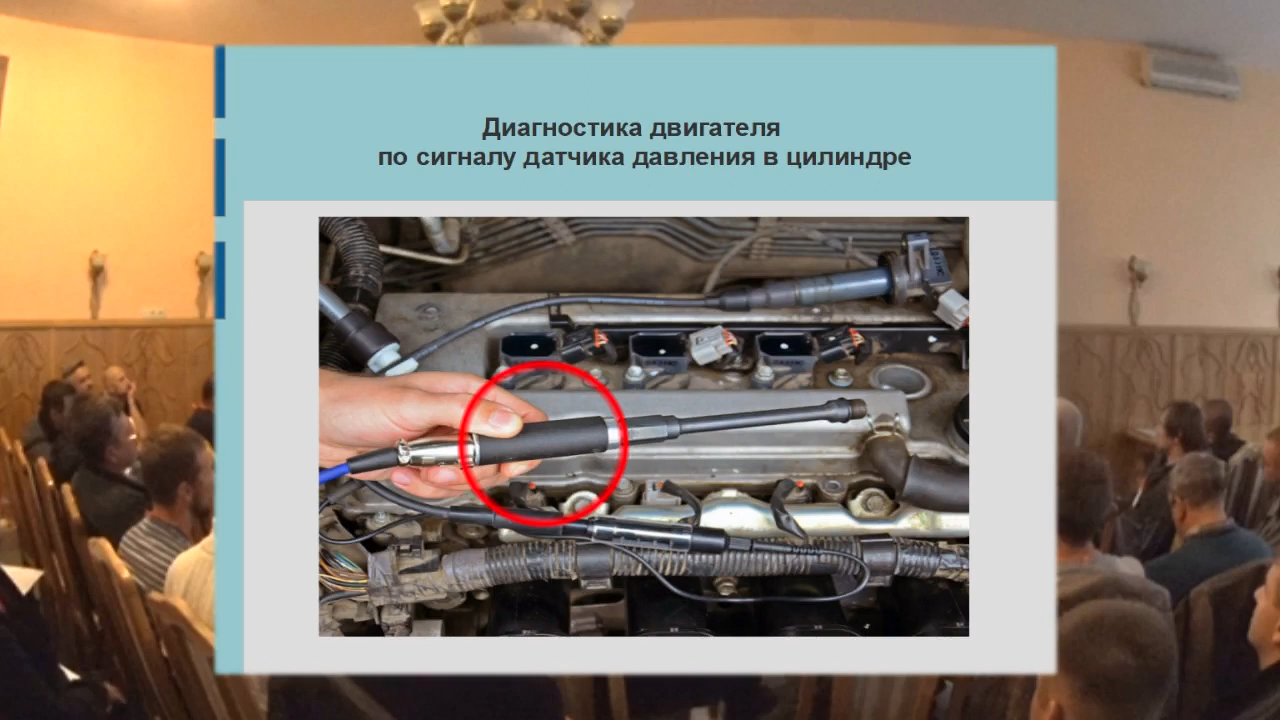 Диагностика двигателя
по сигналу датчика давления в цилиндре